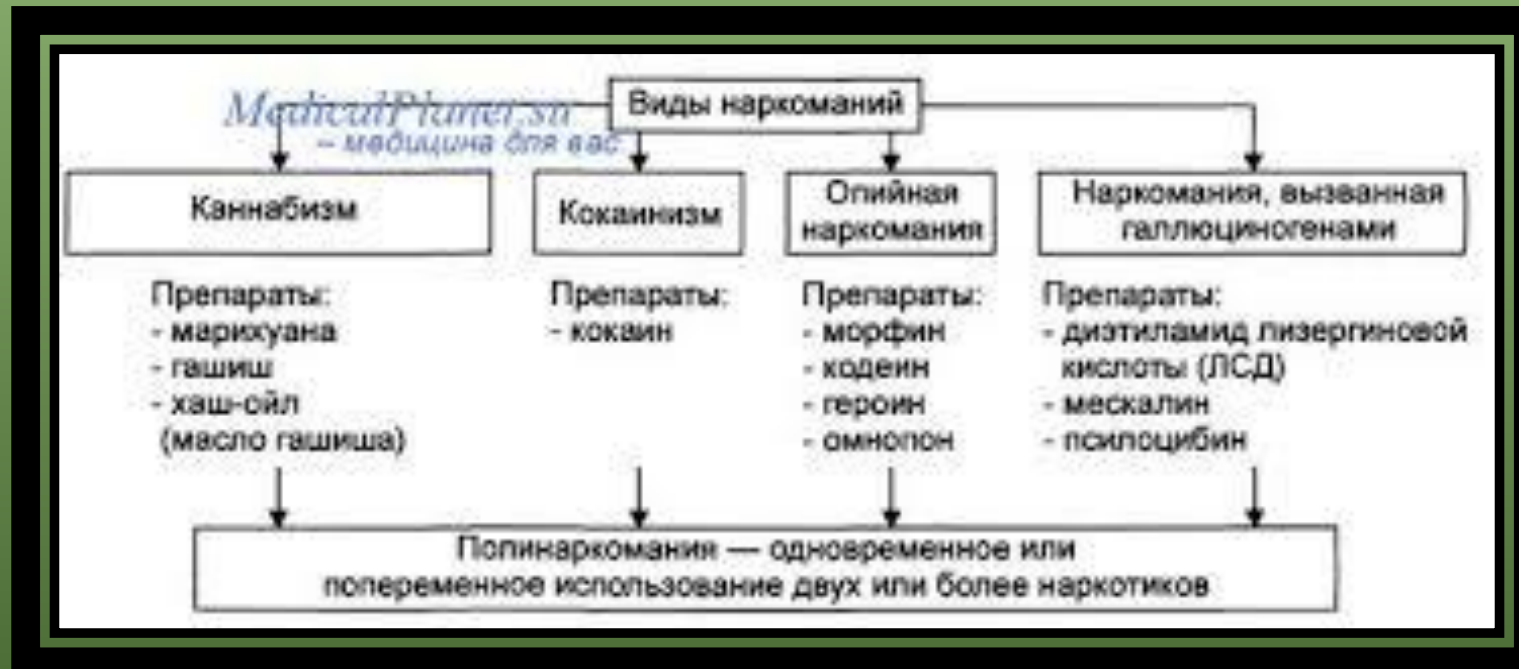 MedicalPlanet.su
– медицина для вас
Виды наркоманий
Каннабизм
Препараты:
- марихуана
- гашиш
- хаш-ойл
(масло гашиша)
Кокаинизм
Препараты:
- кокаин
Опийная
наркомания
Препараты:
- морфин
- кодеин
- героин
- омнопон
Наркомания, вызванная
галлюциногенами
Препараты:
- диэтиламид лизергиновой
кислоты (ЛСД)
- мескалин
- псилоцибин
Полинаркомания — одновременное или
попеременное использование двух или более наркотиков